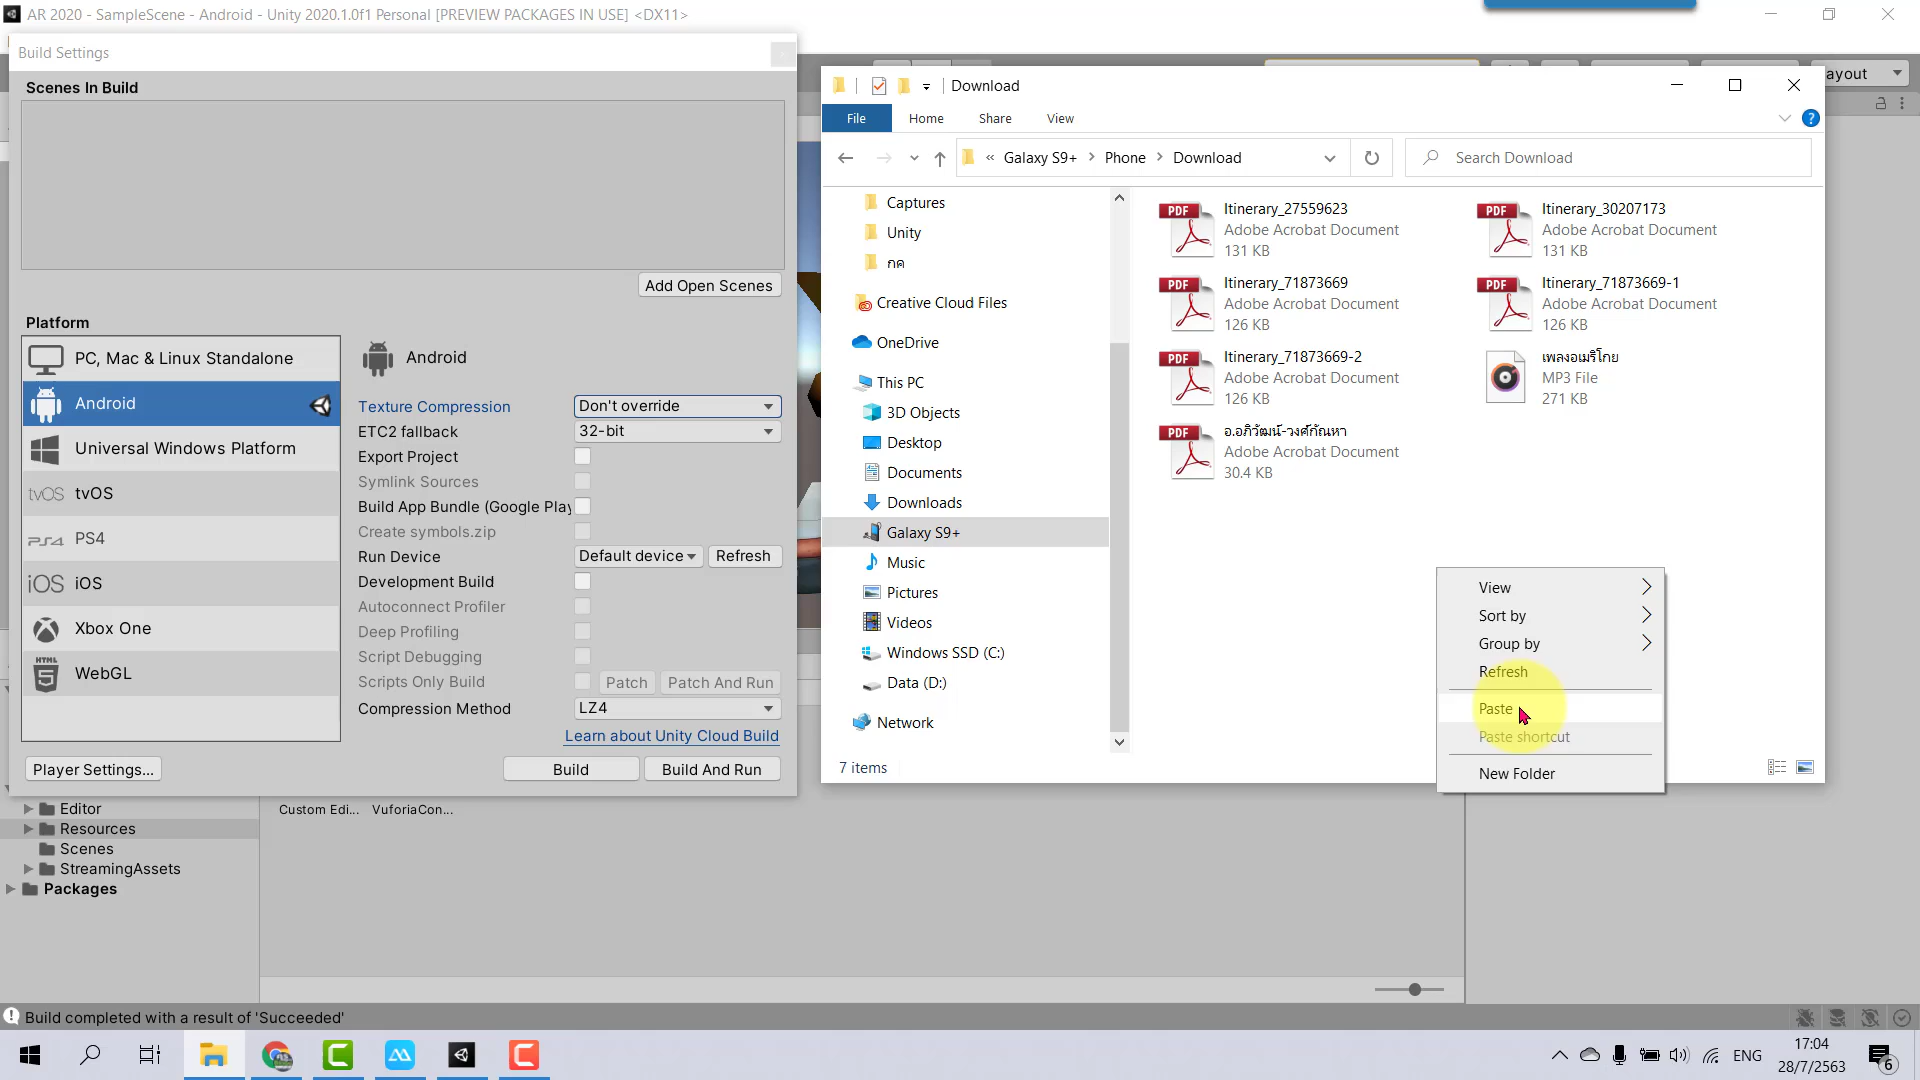 AR 2020 - SampleScene - Android - Unity 2020.1.0f1 Personal [PREVIEW PACKAGES IN USE] <DX11>
Build Settings
Scenes In Build
Add Open Scenes
Platform
PC, Mac & Linux Standalone
Android
Universal Windows Platform
tvOS tvOS
PS4
iOS iOS
Xbox One
HTML
WebGL
Android
Texture Compression Don't override
ETC2 fallback 32-bit
Export Project
Symlink Sources
Build App Bundle (Google Play
Create symbols.zip
Run Device Default device Refresh
Development Build
Autoconnect Profiler
Deep Profiling
Script Debugging
Scripts Only Build Patch Patch And Run
Compression Method LZ4
Learn about Unity Cloud Build
Player Settings... Build Build And Run
ayout
Download
File Home Share View
« Galaxy S9+ > Phone > Download
Search Download
Captures
Unity
กค
Creative Cloud Files
OneDrive
This PC
3D Objects
Desktop
Documents
Downloads
Galaxy S9+
Music
Pictures
Videos
Windows SSD (C:)
Data (D:)
Network
PDF Itinerary_27559623
Adobe Acrobat Document
131 KB
PDF Itinerary_30207173
Adobe Acrobat Document
131 KB
PDF Itinerary_71873669
Adobe Acrobat Document
126 KB
PDF Itinerary_71873669-1
Adobe Acrobat Document
126 KB
PDF Itinerary_71873669-2
Adobe Acrobat Document
126 KB
เพลงอเมริโกย
MP3 File
271 KB
PDF อ.อภิวัฒน์-วงศ์กัณหา
Adobe Acrobat Document
30.4 KB
7 items
View
Sort by
Group by
Refresh
Paste
Paste shortcut
New Folder
Editor
Resources
Scenes
StreamingAssets
Packages
Custom Edi... VuforiaCon...
Build completed with a result of 'Succeeded'
ENG
17:04
28/7/2563
6